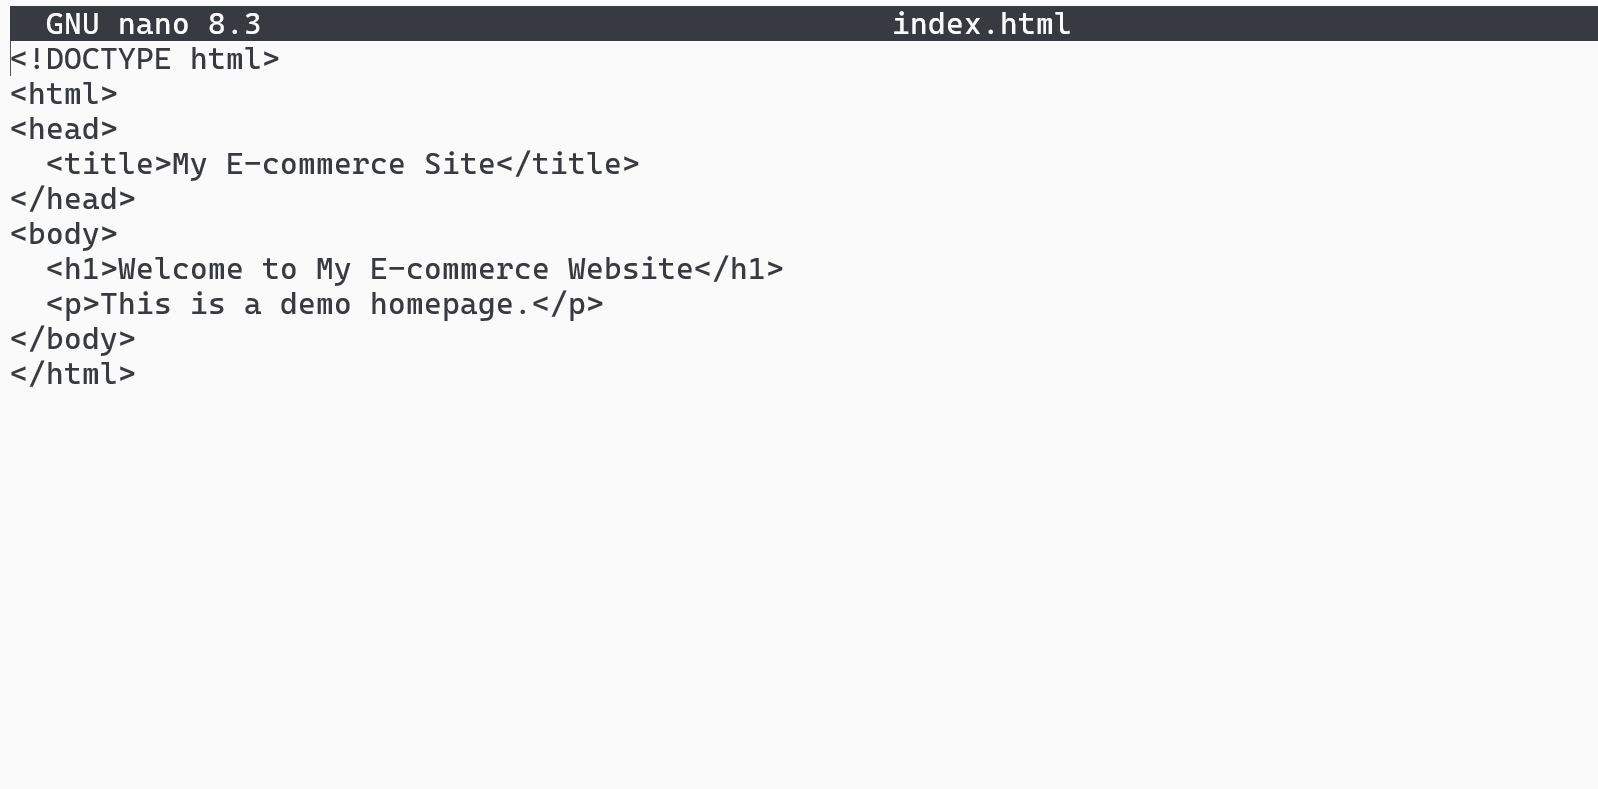 GNU nano 8.3 index.html
<!DOCTYPE html>
<html>
<head>
  <title>My E-commerce Site</title>
</head>
<body>
  <h1>Welcome to My E-commerce Website</h1>
  <p>This is a demo homepage.</p>
</body>
</html>